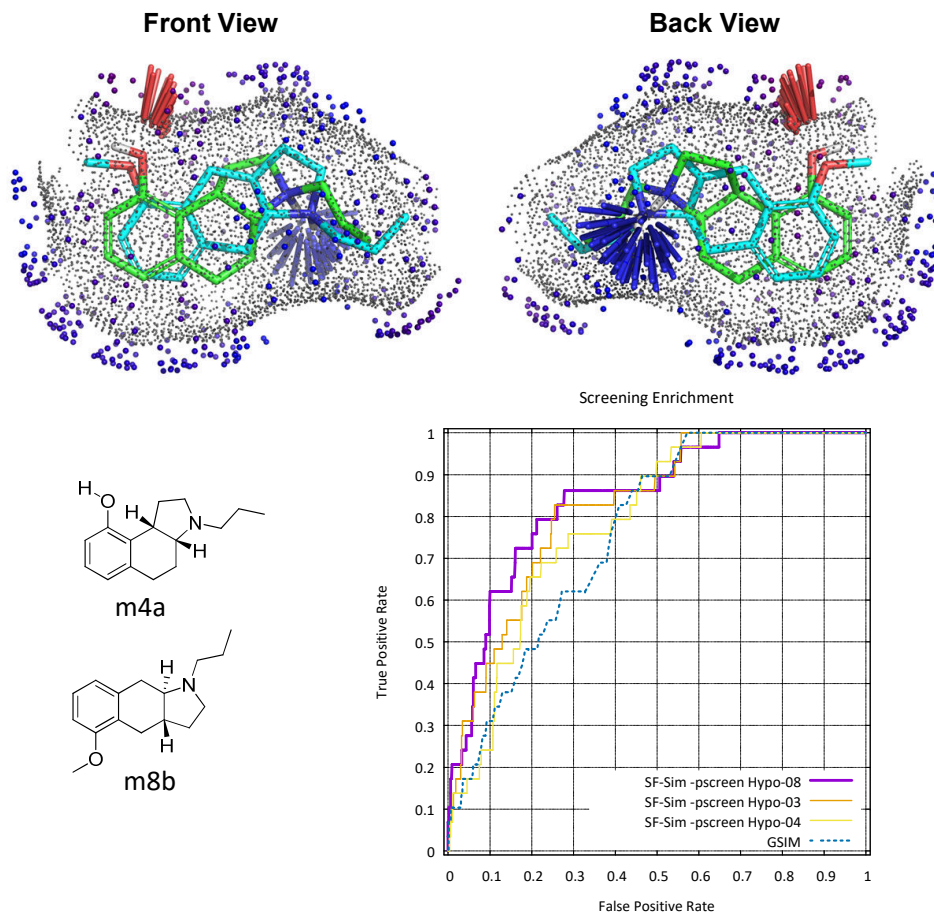 Front View
Back View
H
O
N
H
m4a
H
N
H
O
m8b
Screening Enrichment
True Positive Rate
1
0.9
0.8
0.7
0.6
0.5
0.4
0.3
0.2
0.1
0
SF-Sim -pscreen Hypo-08
SF-Sim -pscreen Hypo-03
SF-Sim -pscreen Hypo-04
GSIM
0 0.1 0.2 0.3 0.4 0.5 0.6 0.7 0.8 0.9 1
False Positive Rate